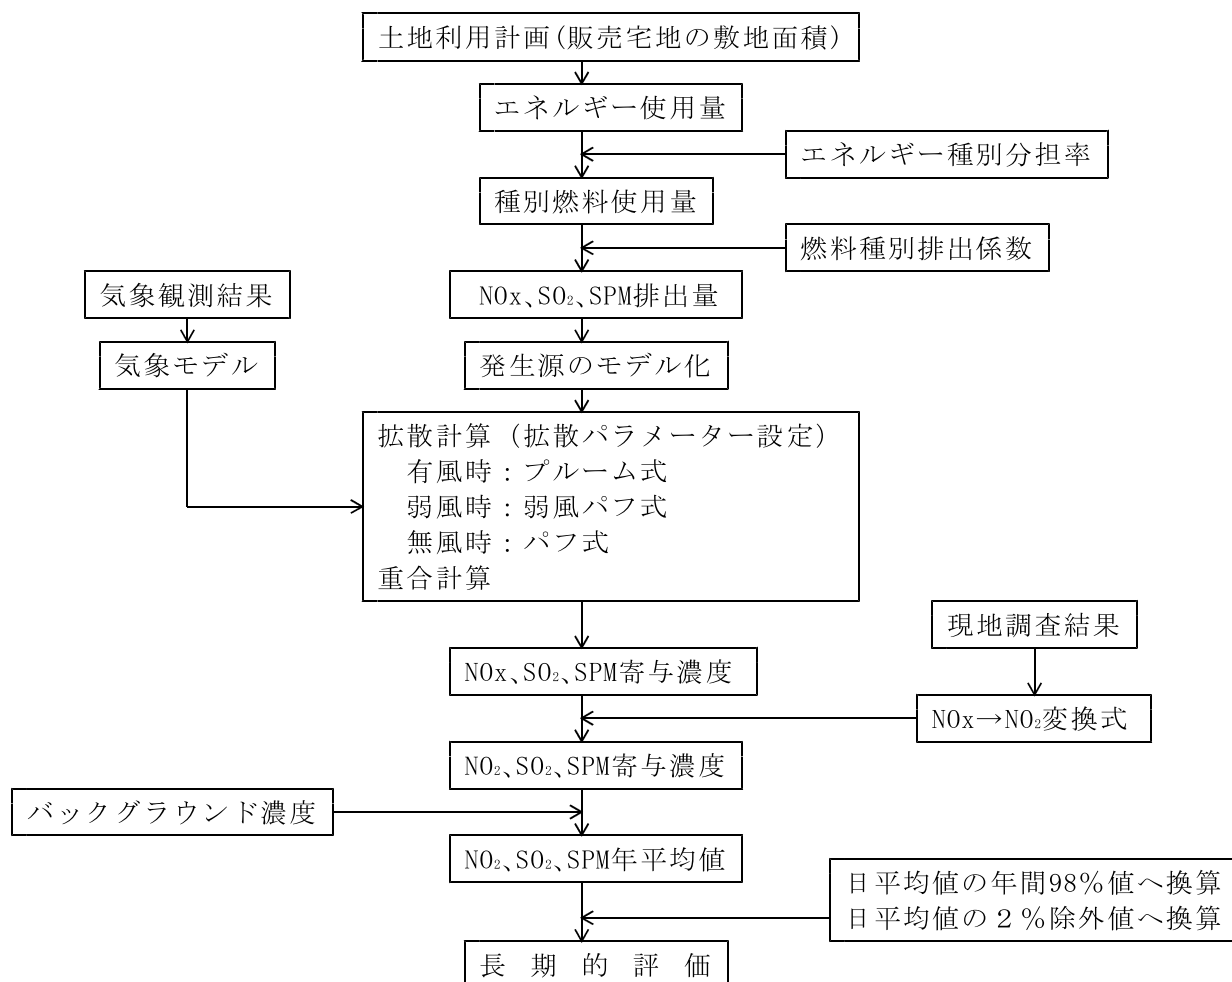 土地利用計画(販売宅地の敷地面積)
エネルギー使用量
エネルギー種別分担率
種別燃料使用量
燃料種別排出係数
気象観測結果
NOx、SO₂、SPM排出量
気象モデル
発生源のモデル化
拡散計算（拡散パラメーター設定）
有風時：プルーム式
弱風時：弱風パフ式
無風時：パフ式
重合計算
現地調査結果
NOx、SO₂、SPM寄与濃度
NOx→NO₂変換式
NO₂、SO₂、SPM寄与濃度
バックグラウンド濃度
NO₂、SO₂、SPM年平均値
日平均値の年間98％値へ換算
日平均値の２％除外値へ換算
長　期　的　評　価